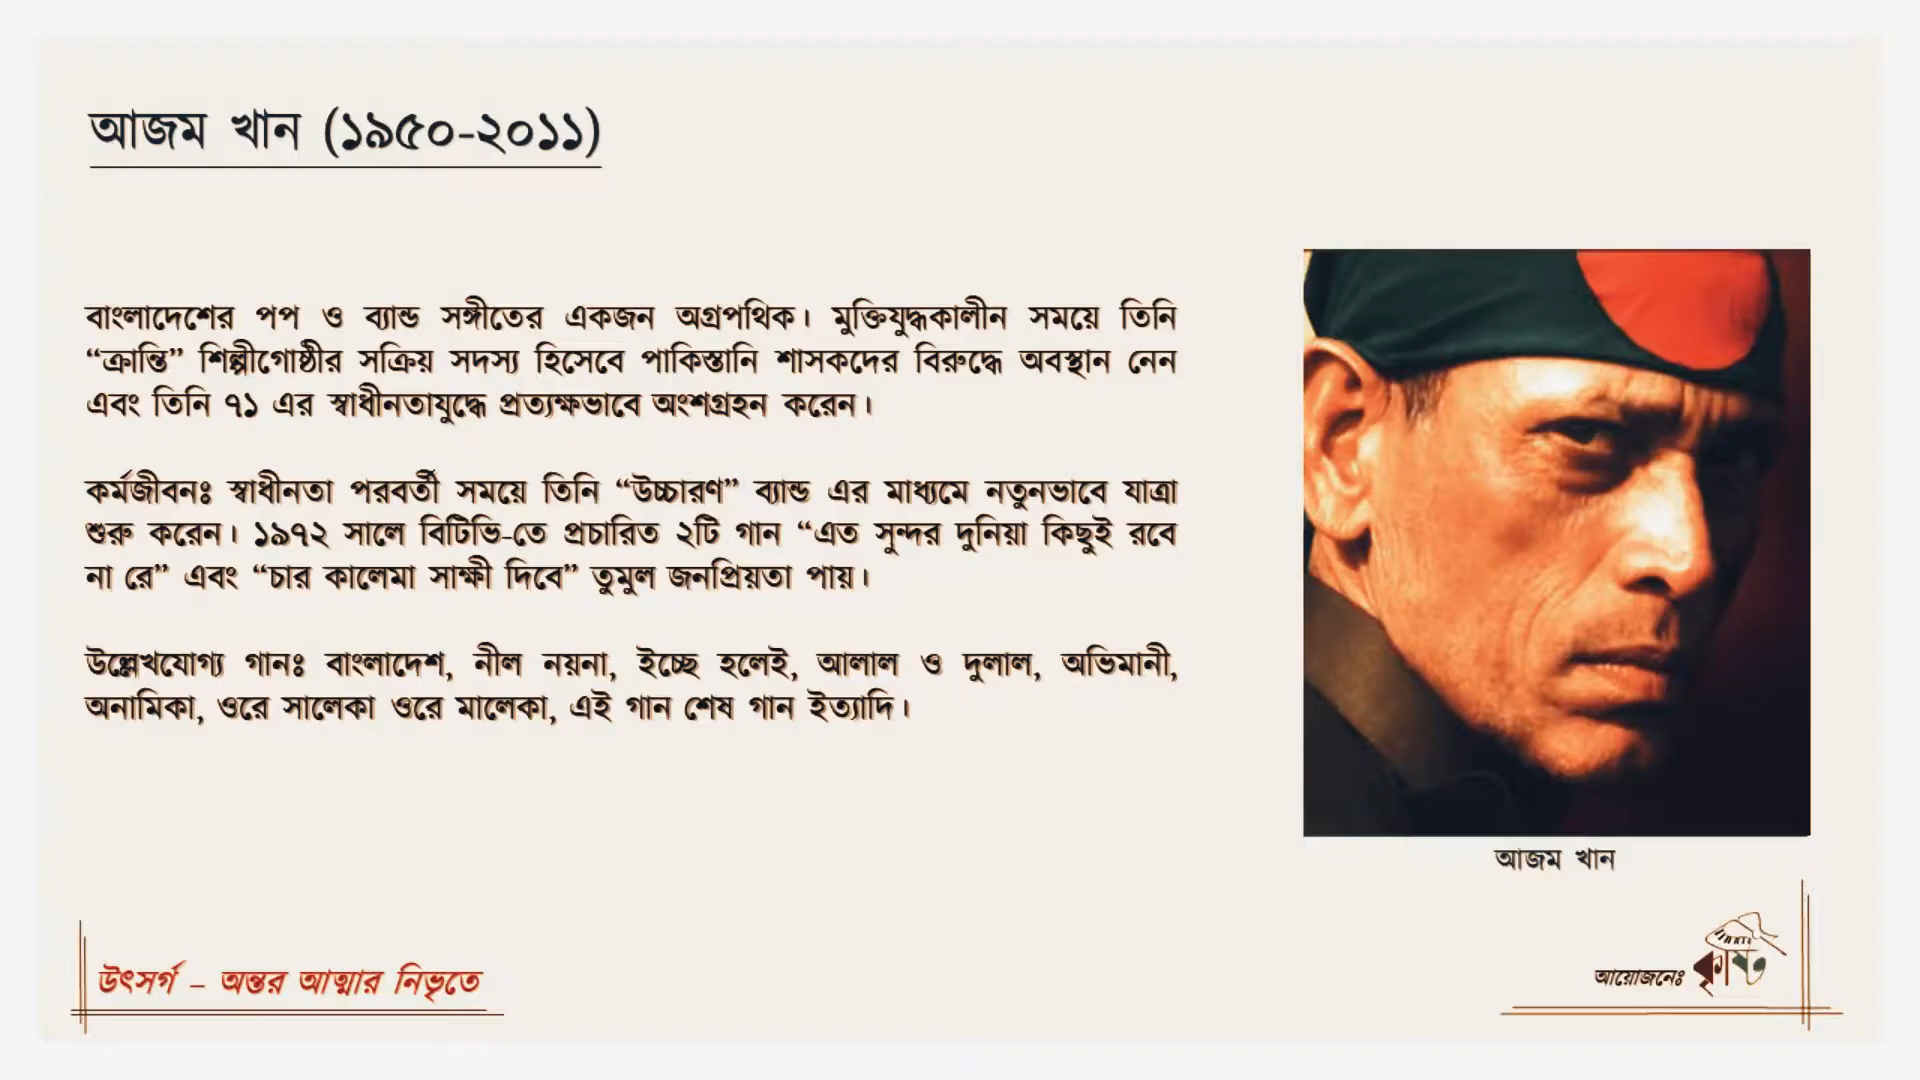 আজম খান (১৯৫০-২০১১)
বাংলাদেশের পপ ও ব্যান্ড সঙ্গীতের একজন অগ্রপথিক। মুক্তিযুদ্ধকালীন সময়ে তিনি
“ক্রান্তি” শিল্পীগোষ্ঠীর সক্রিয় সদস্য হিসেবে পাকিস্তানি শাসকদের বিরুদ্ধে অবস্থান নেন
এবং তিনি ৭১ এর স্বাধীনতাযুদ্ধে প্রত্যক্ষভাবে অংশগ্রহন করেন।
কর্মজীবনঃ স্বাধীনতা পরবর্তী সময়ে তিনি “উচ্চারণ” ব্যান্ড এর মাধ্যমে নতুনভাবে যাত্রা
শুরু করেন। ১৯৭২ সালে বিটিভি-তে প্রচারিত ২টি গান “এত সুন্দর দুনিয়া কিছুই রবে
না রে” এবং “চার কালেমা সাক্ষী দিবে” তুমুল জনপ্রিয়তা পায়।
উল্লেখযোগ্য গানঃ বাংলাদেশ, নীল নয়না, ইচ্ছে হলেই, আলাল ও দুলাল, অভিমানী,
অনামিকা, ওরে সালেকা ওরে মালেকা, এই গান শেষ গান ইত্যাদি।
আজম খান
উৎসর্গ – অন্তর আত্মার নিভৃতে
আয়োজনেঃ কৃষ্টি